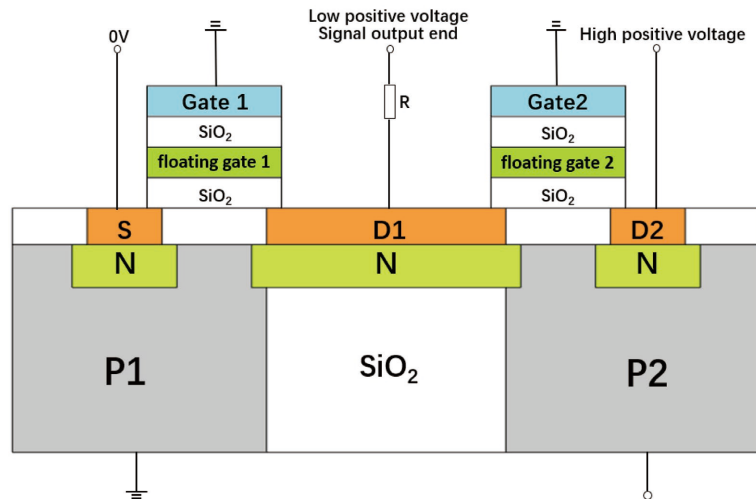 Low positive voltage
0V
Signal output end
High positive voltage
Gate 1
R
Gate2
SiO₂
SiO₂
floating gate 1
floating gate 2
SiO₂
SiO₂
S
D1
D2
N
N
N
P1
SiO₂
P2